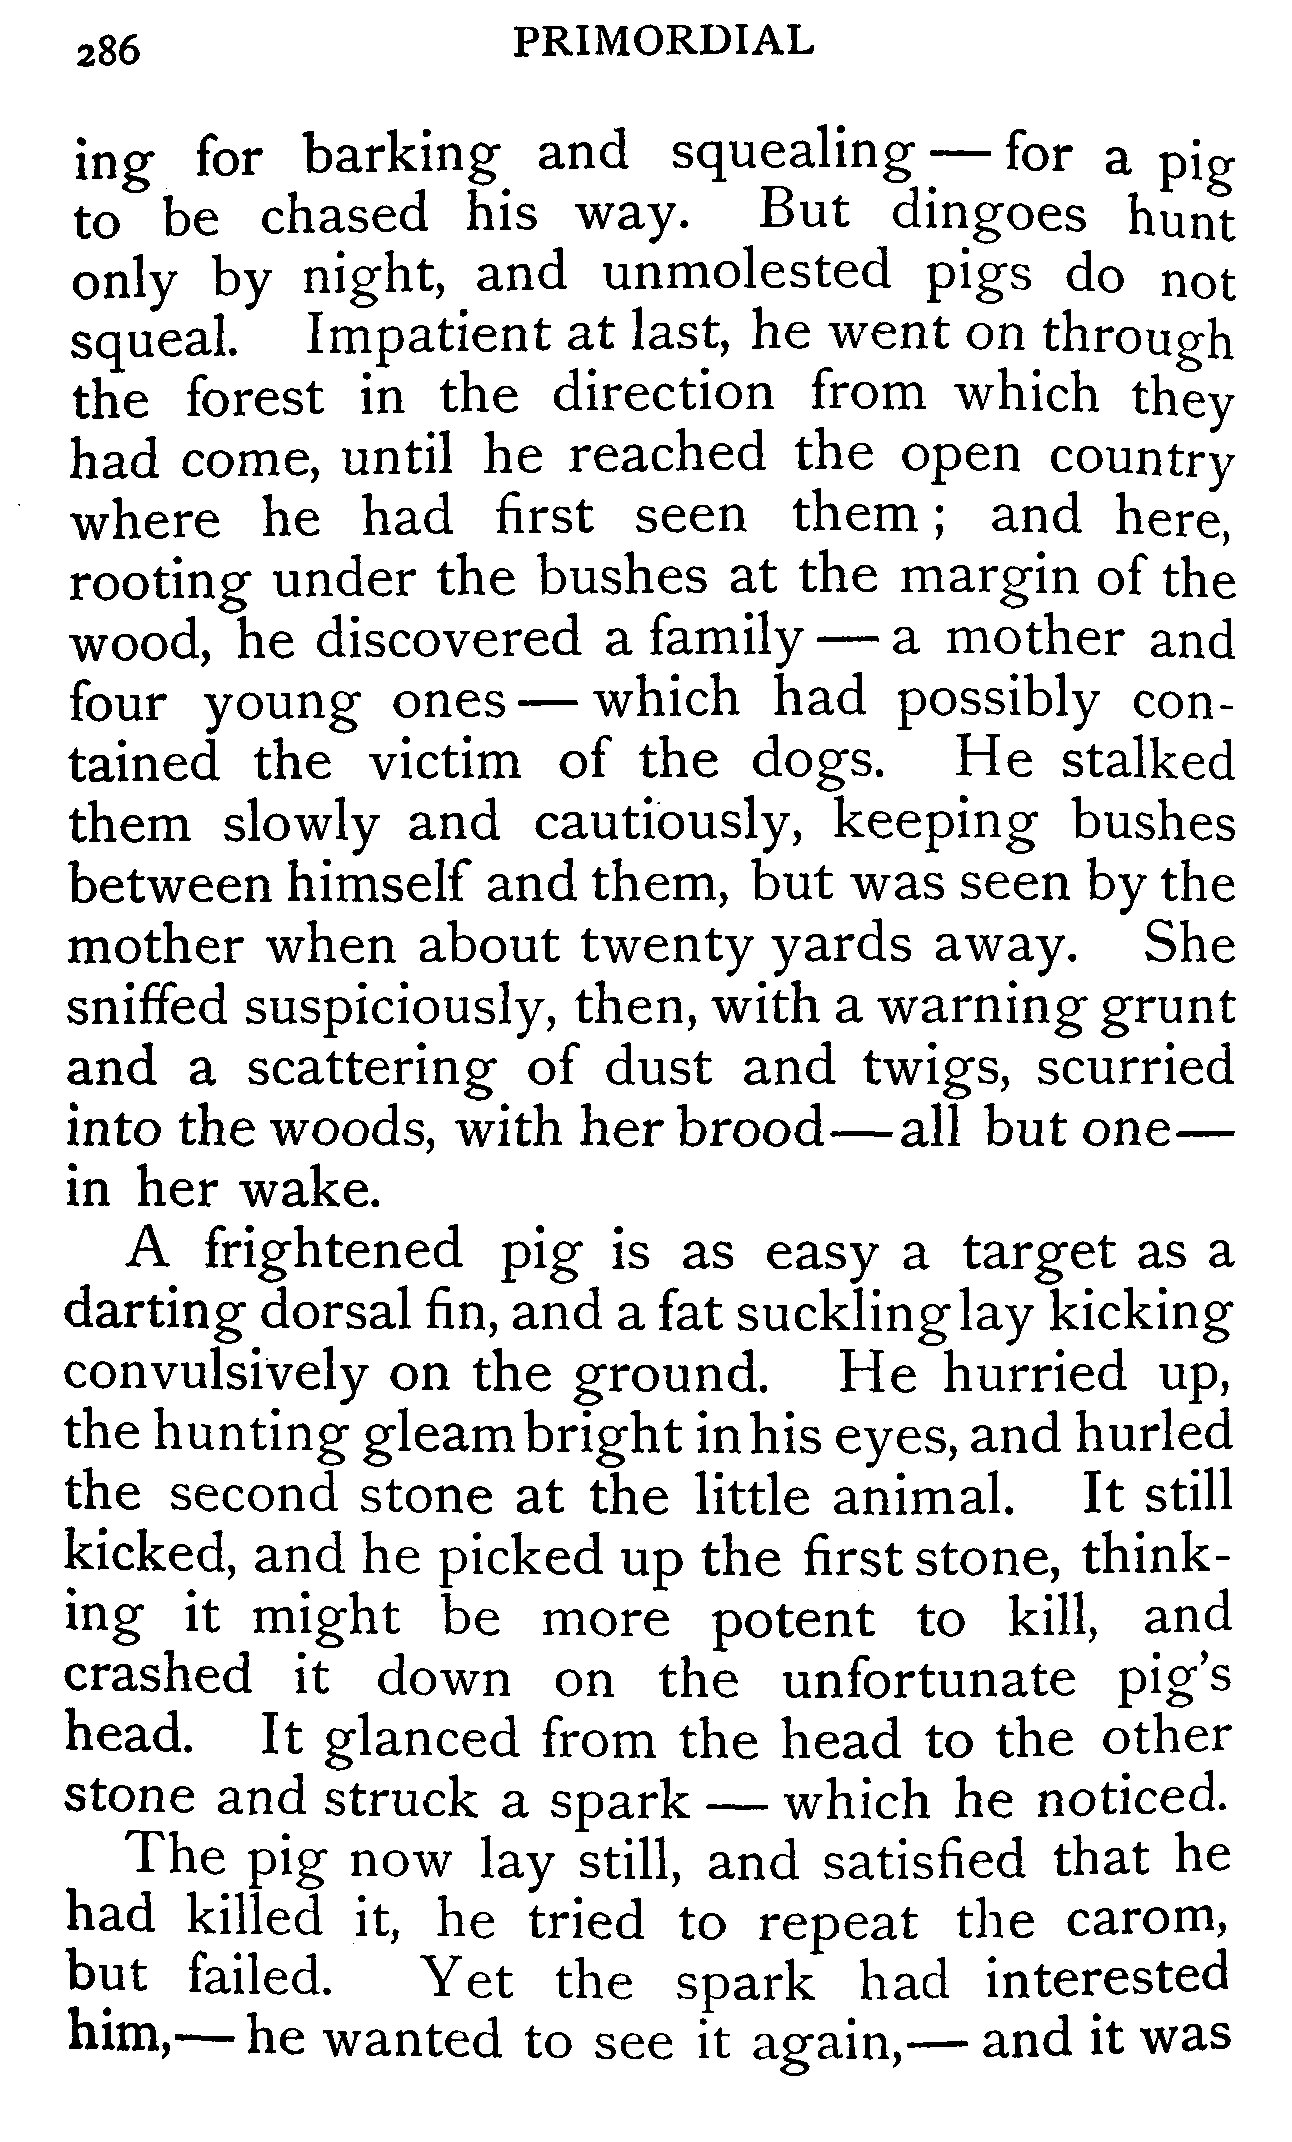 286 PRIMORDIAL
ing for barking and squealing — for a pig
to be chased his way. But dingoes hunt
only by night, and unmolested pigs do not
squeal. Impatient at last, he went on through
the forest in the direction from which they
had come, until he reached the open country
where he had first seen them ; and here,
rooting under the bushes at the margin of the
wood, he discovered a family — a mother and
four young ones — which had possibly con-
tained the victim of the dogs. He stalked
them slowly and cautiously, keeping bushes
between himself and them, but was seen by the
mother when about twenty yards away. She
sniffed suspiciously, then, with a warning grunt
and a scattering of dust and twigs, scurried
into the woods, with her brood—all but one—
in her wake.
A frightened pig is as easy a target as a
darting dorsal fin, and a fat suckling lay kicking
convulsively on the ground. He hurried up,
the hunting gleam bright in his eyes, and hurled
the second stone at the little animal. It still
kicked, and he picked up the first stone, think-
ing it might be more potent to kill, and
crashed it down on the unfortunate pig's
head. It glanced from the head to the other
stone and struck a spark — which he noticed.
The pig now lay still, and satisfied that he
had killed it, he tried to repeat the carom,
but failed. Yet the spark had interested
him,— he wanted to see it again,— and it was